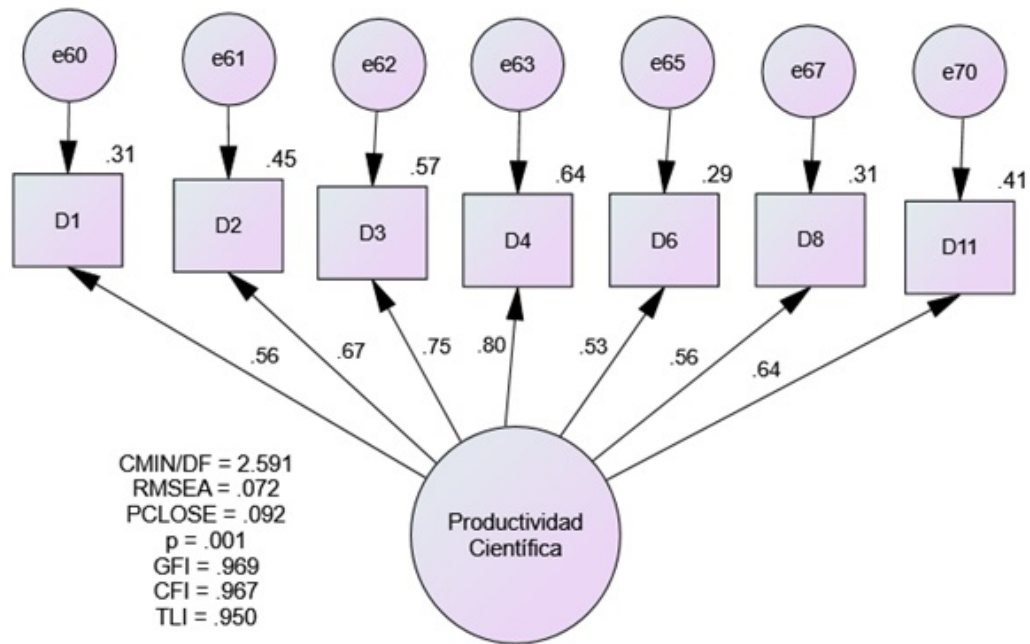 e60
e61
e62
e63
e65
e67
e70
.31
.45
.57
.64
.29
.31
.41
D1
D2
D3
D4
D6
D8
D11
.56
.67
.75
.80
.53
.56
.64
CMIN/DF = 2.591
RMSEA = .072
PCLOSE = .092
p = .001
GFI = .969
CFI = .967
TLI = .950
Productividad
Científica